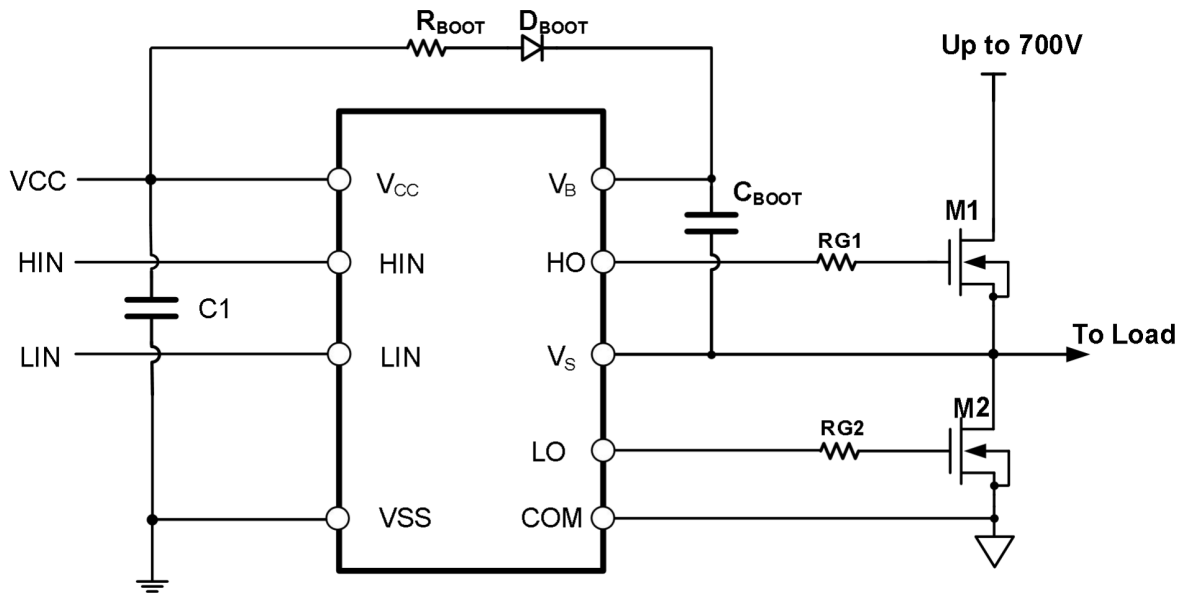 RBOOT
DBOOT
Up to 700V
VCC
VCC
VB
CBOOT
M1
HIN
HIN
HO
RG1
C1
To Load
LIN
LIN
VS
M2
LO
RG2
VSS
COM